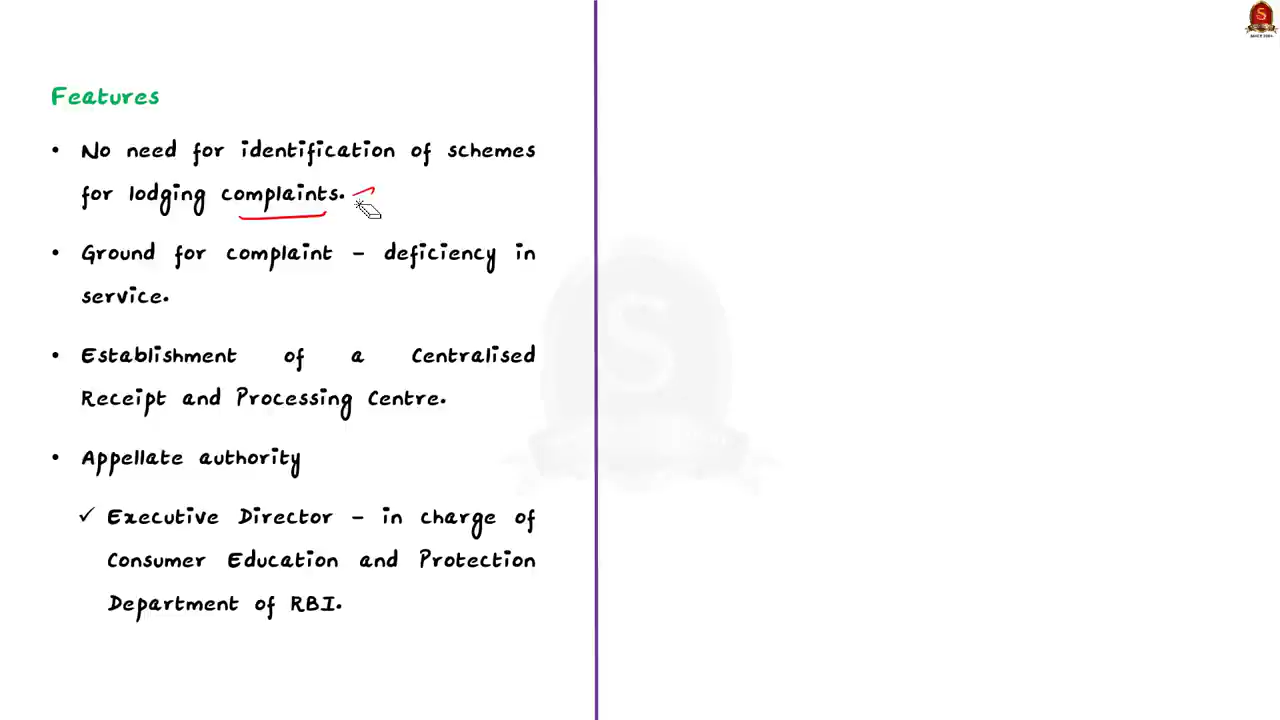 Features
• No need for identification of schemes
for lodging complaints.
• Ground for complaint – deficiency in
service.
• Establishment of a Centralised
Receipt and Processing Centre.
• Appellate authority
✓ Executive Director – in charge of
Consumer Education and Protection
Department of RBI.
S
S